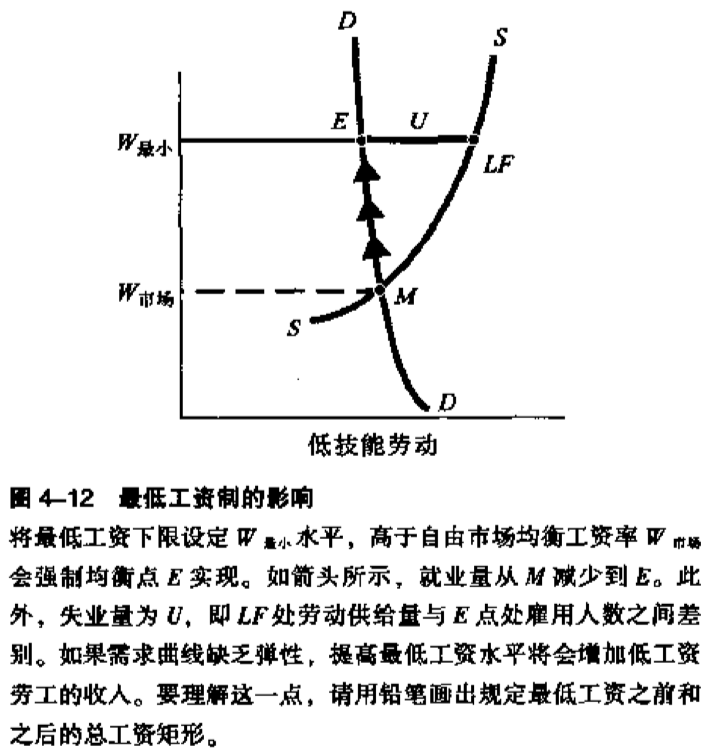 D
S
E
U
W最小
LF
W市场
M
S
D
低技能劳动
图 4–12 最低工资制的影响
将最低工资下限设定 W 最小 水平，高于自由市场均衡工资率 W 市场
会强制均衡点 E 实现。如箭头所示，就业量从 M 减少到 E。此
外，失业量为 U，即 LF 处劳动供给量与 E 点处雇用人数之间差
别。如果需求曲线缺乏弹性，提高最低工资水平将会增加低工资
劳工的收入。要理解这一点，请用铅笔画出规定最低工资之前和
之后的总工资矩形。